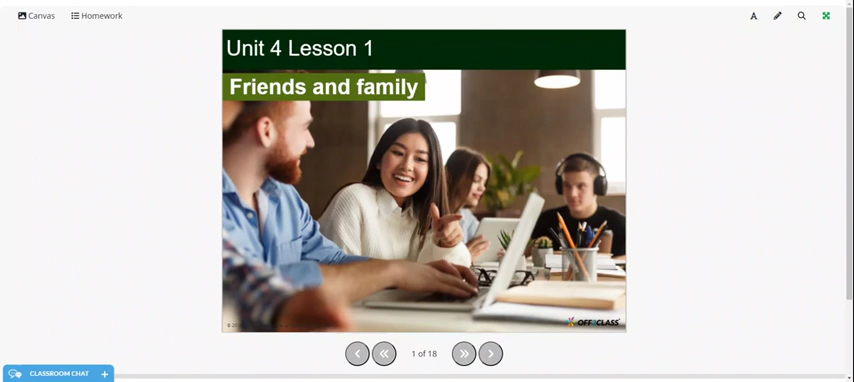 Canvas
Homework
A
Unit 4 Lesson 1
Friends and family
OFF2CLASS
1 of 18
CLASSROOM CHAT +